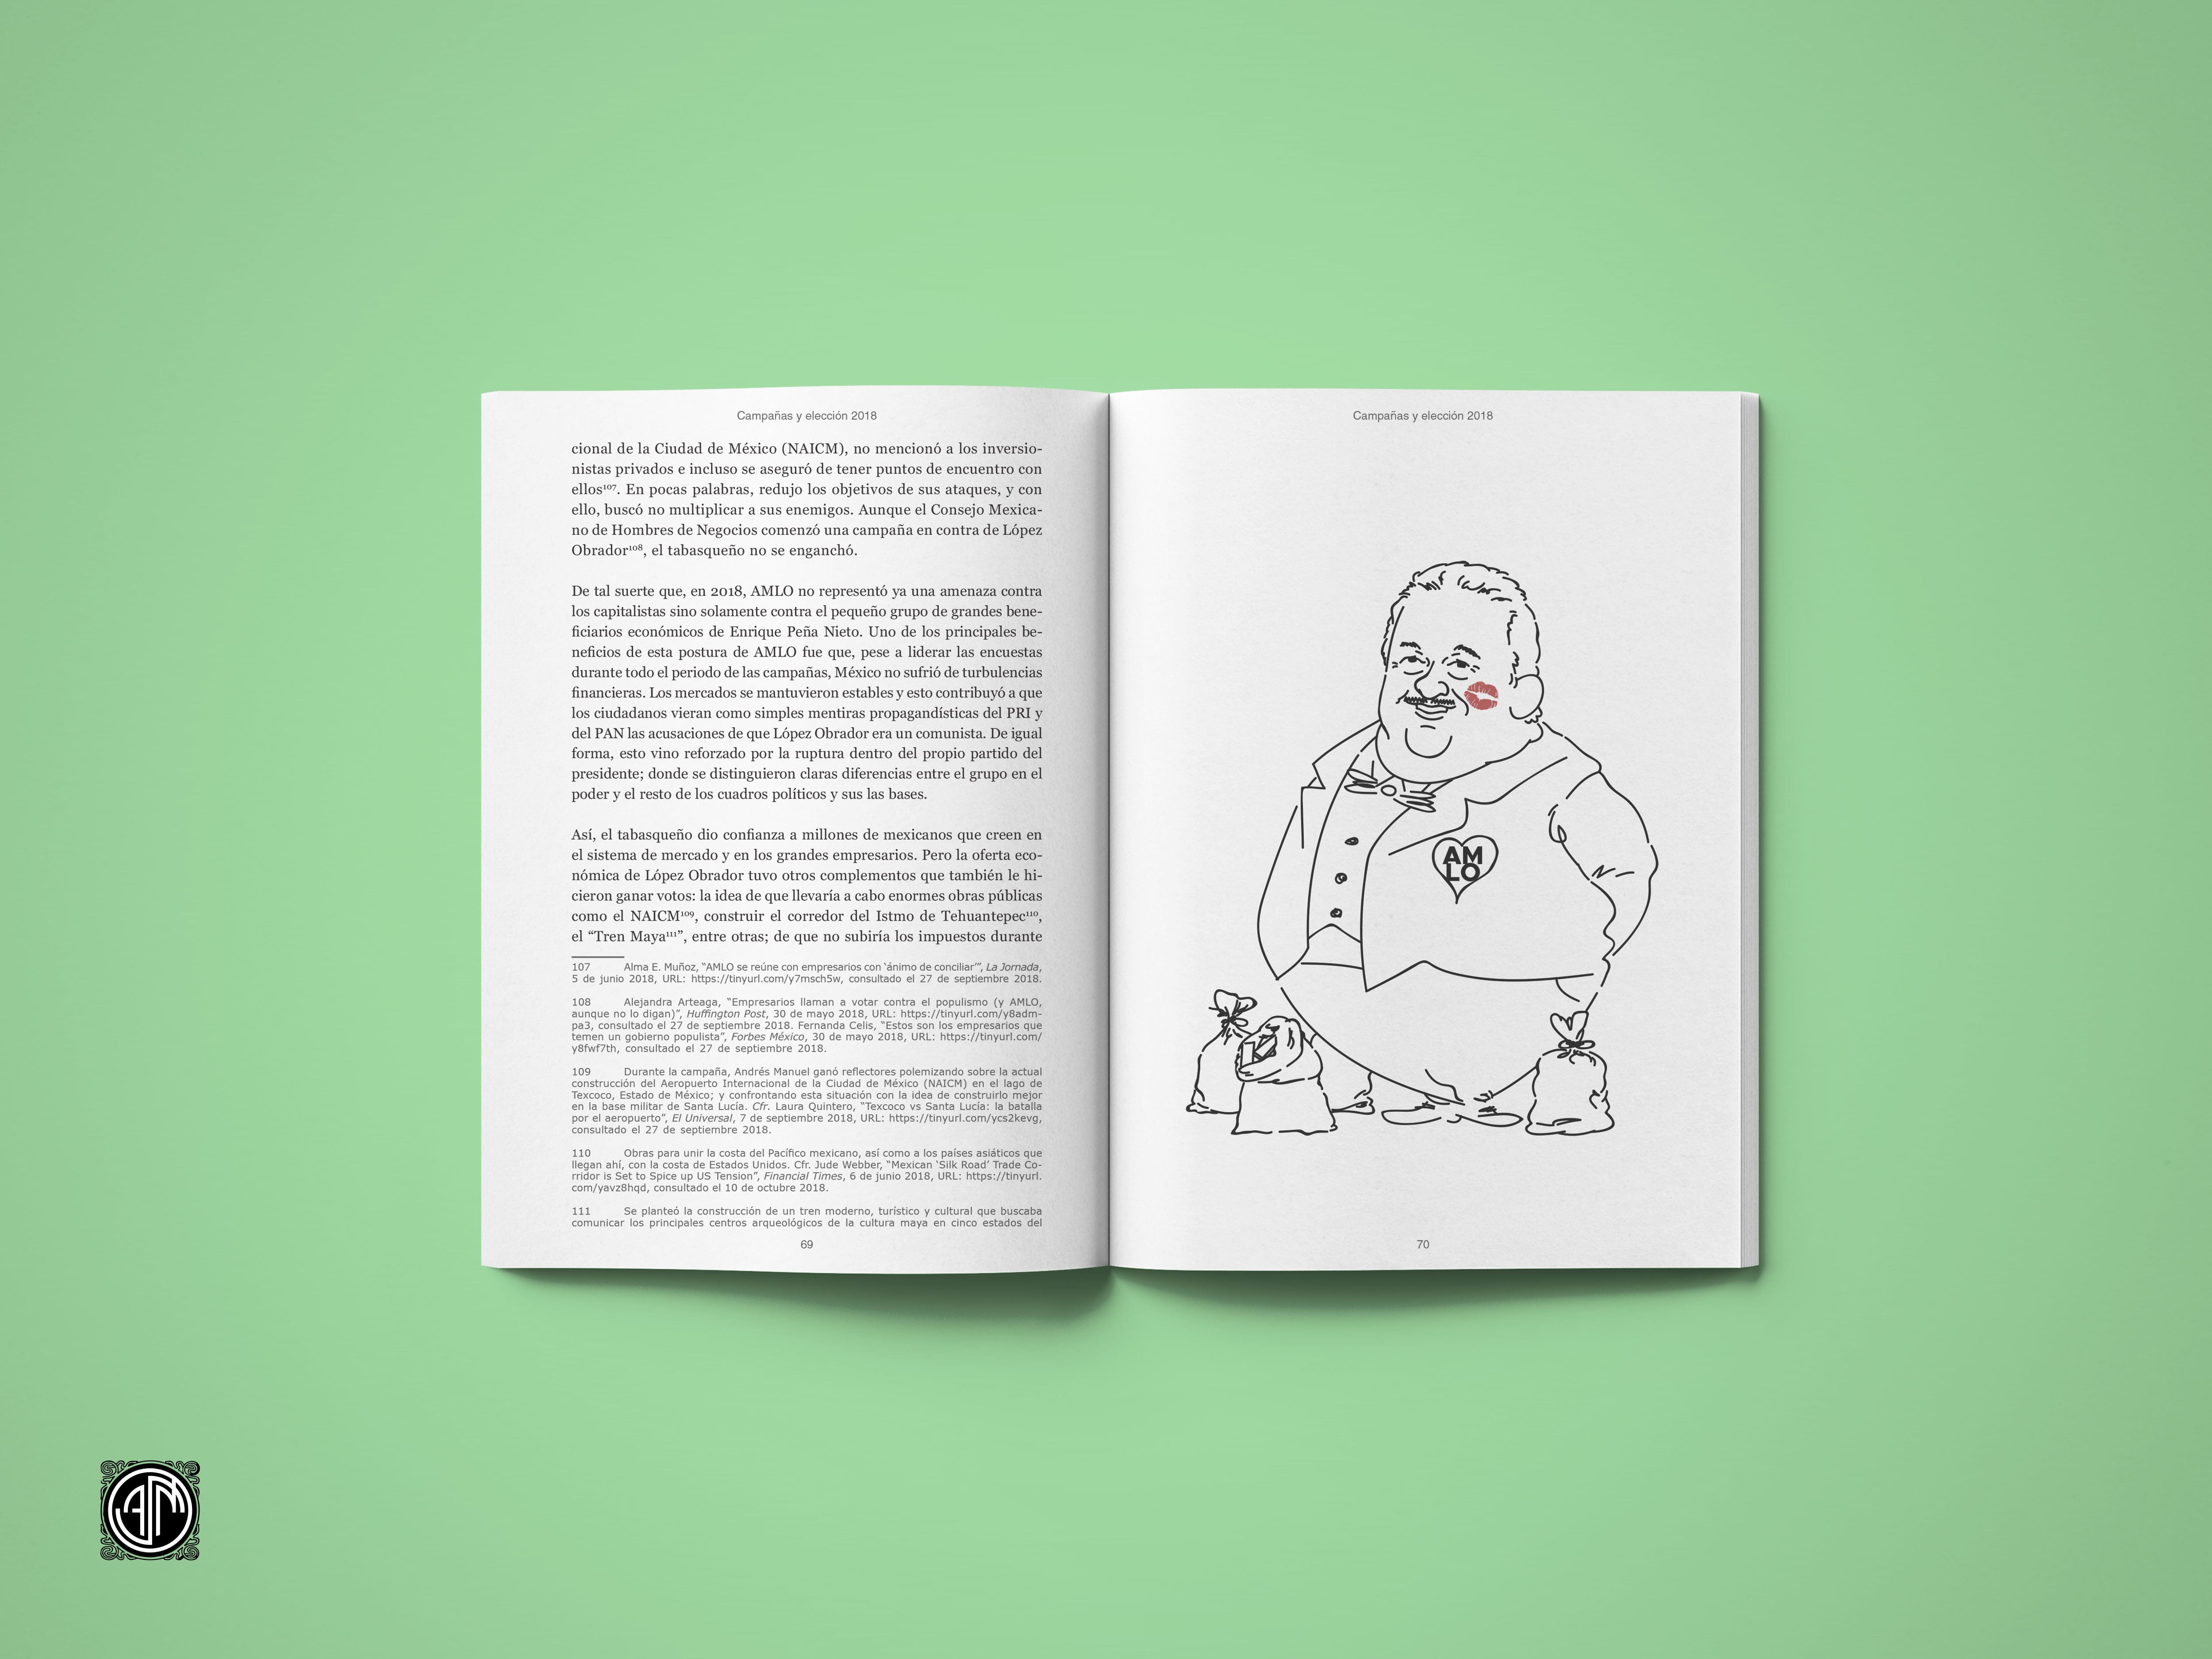 Campañas y elección 2018
cional de la Ciudad de México (NAICM), no mencionó a los inversio-
nistas privados e incluso se aseguró de tener puntos de encuentro con
ellos¹⁰⁷. En pocas palabras, redujo los objetivos de sus ataques, y con
ello, buscó no multiplicar a sus enemigos. Aunque el Consejo Mexica-
no de Hombres de Negocios comenzó una campaña en contra de López
Obrador¹⁰⁸, el tabasqueño no se enganchó.
De tal suerte que, en 2018, AMLO no representó ya una amenaza contra
los capitalistas sino solamente contra el pequeño grupo de grandes bene-
ficiarios económicos de Enrique Peña Nieto. Uno de los principales be-
neficios de esta postura de AMLO fue que, pese a liderar las encuestas
durante todo el periodo de las campañas, México no sufrió de turbulencias
financieras. Los mercados se mantuvieron estables y esto contribuyó a que
los ciudadanos vieran como simples mentiras propagandísticas del PRI y
del PAN las acusaciones de que López Obrador era un comunista. De igual
forma, esto vino reforzado por la ruptura dentro del propio partido del
presidente; donde se distinguieron claras diferencias entre el grupo en el
poder y el resto de los cuadros políticos y sus las bases.
Así, el tabasqueño dio confianza a millones de mexicanos que creen en
el sistema de mercado y en los grandes empresarios. Pero la oferta eco-
nómica de López Obrador tuvo otros complementos que también le hi-
cieron ganar votos: la idea de que llevaría a cabo enormes obras públicas
como el NAICM¹⁰⁹, construir el corredor del Istmo de Tehuantepec¹¹⁰,
el “Tren Maya¹¹¹”, entre otras; de que no subiría los impuestos durante
107 Alma E. Muñoz, “AMLO se reúne con empresarios con ‘ánimo de conciliar’”, La Jornada,
5 de junio 2018, URL: https://tinyurl.com/y7msch5w, consultado el 27 de septiembre 2018.
108 Alejandra Arteaga, “Empresarios llaman a votar contra el populismo (y AMLO,
aunque no lo digan)”, Huffington Post, 30 de mayo 2018, URL: https://tinyurl.com/y8adm-
pa3, consultado el 27 de septiembre 2018. Fernanda Celis, “Estos son los empresarios que
temen un gobierno populista”, Forbes México, 30 de mayo 2018, URL: https://tinyurl.com/
y8fwf7th, consultado el 27 de septiembre 2018.
109 Durante la campaña, Andrés Manuel ganó reflectores polemizando sobre la actual
construcción del Aeropuerto Internacional de la Ciudad de México (NAICM) en el lago de
Texcoco, Estado de México; y confrontando esta situación con la idea de construirlo mejor
en la base militar de Santa Lucía. Cfr. Laura Quintero, “Texcoco vs Santa Lucía: la batalla
por el aeropuerto”, El Universal, 7 de septiembre 2018, URL: https://tinyurl.com/ycs2kevg,
consultado el 27 de septiembre 2018.
110 Obras para unir la costa del Pacífico mexicano, así como a los países asiáticos que
llegan ahí, con la costa de Estados Unidos. Cfr. Jude Webber, “Mexican ‘Silk Road’ Trade Co-
rridor is Set to Spice up US Tension”, Financial Times, 6 de junio 2018, URL: https://tinyurl.
com/yavz8hqd, consultado el 10 de octubre 2018.
111 Se planteó la construcción de un tren moderno, turístico y cultural que buscaba
comunicar los principales centros arqueológicos de la cultura maya en cinco estados del
69
Campañas y elección 2018
AM
LO
70